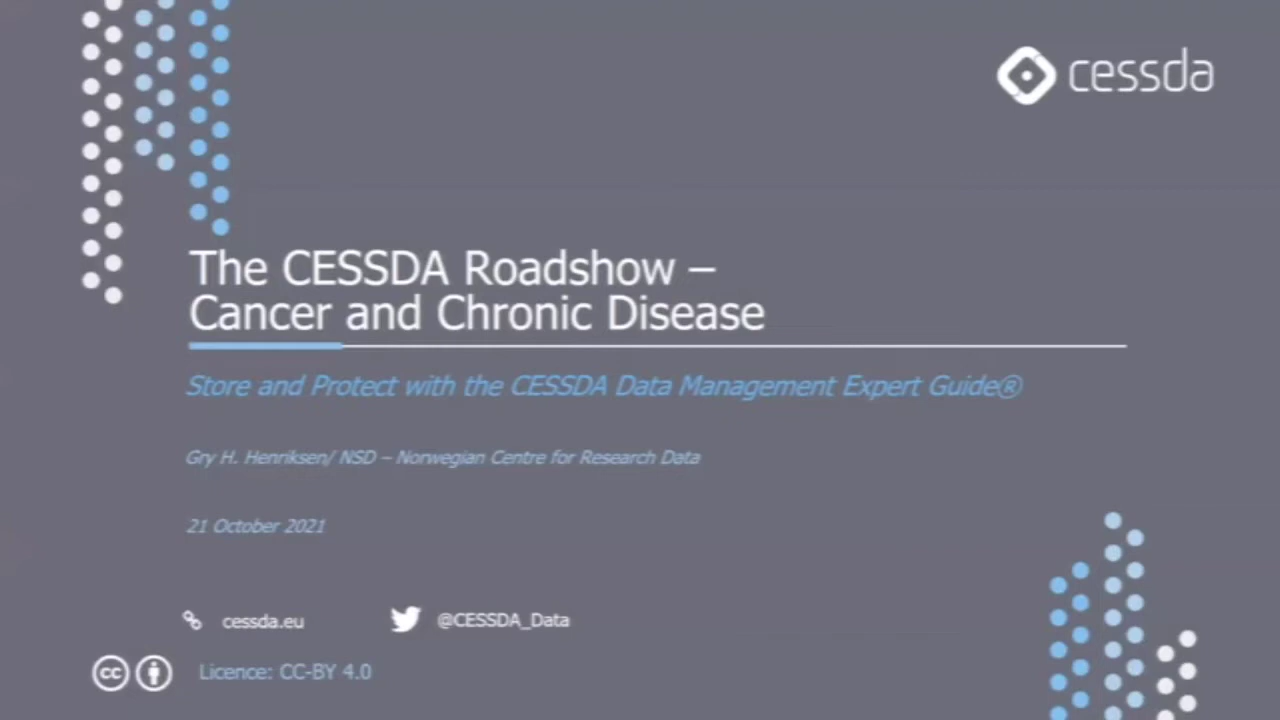 cessda
The CESSDA Roadshow –
Cancer and Chronic Disease
Store and Protect with the CESSDA Data Management Expert Guide®
Gry H. Henriksen/ NSD – Norwegian Centre for Research Data
21 October 2021
cessda.eu @CESSDA_Data
cc Licence: CC-BY 4.0